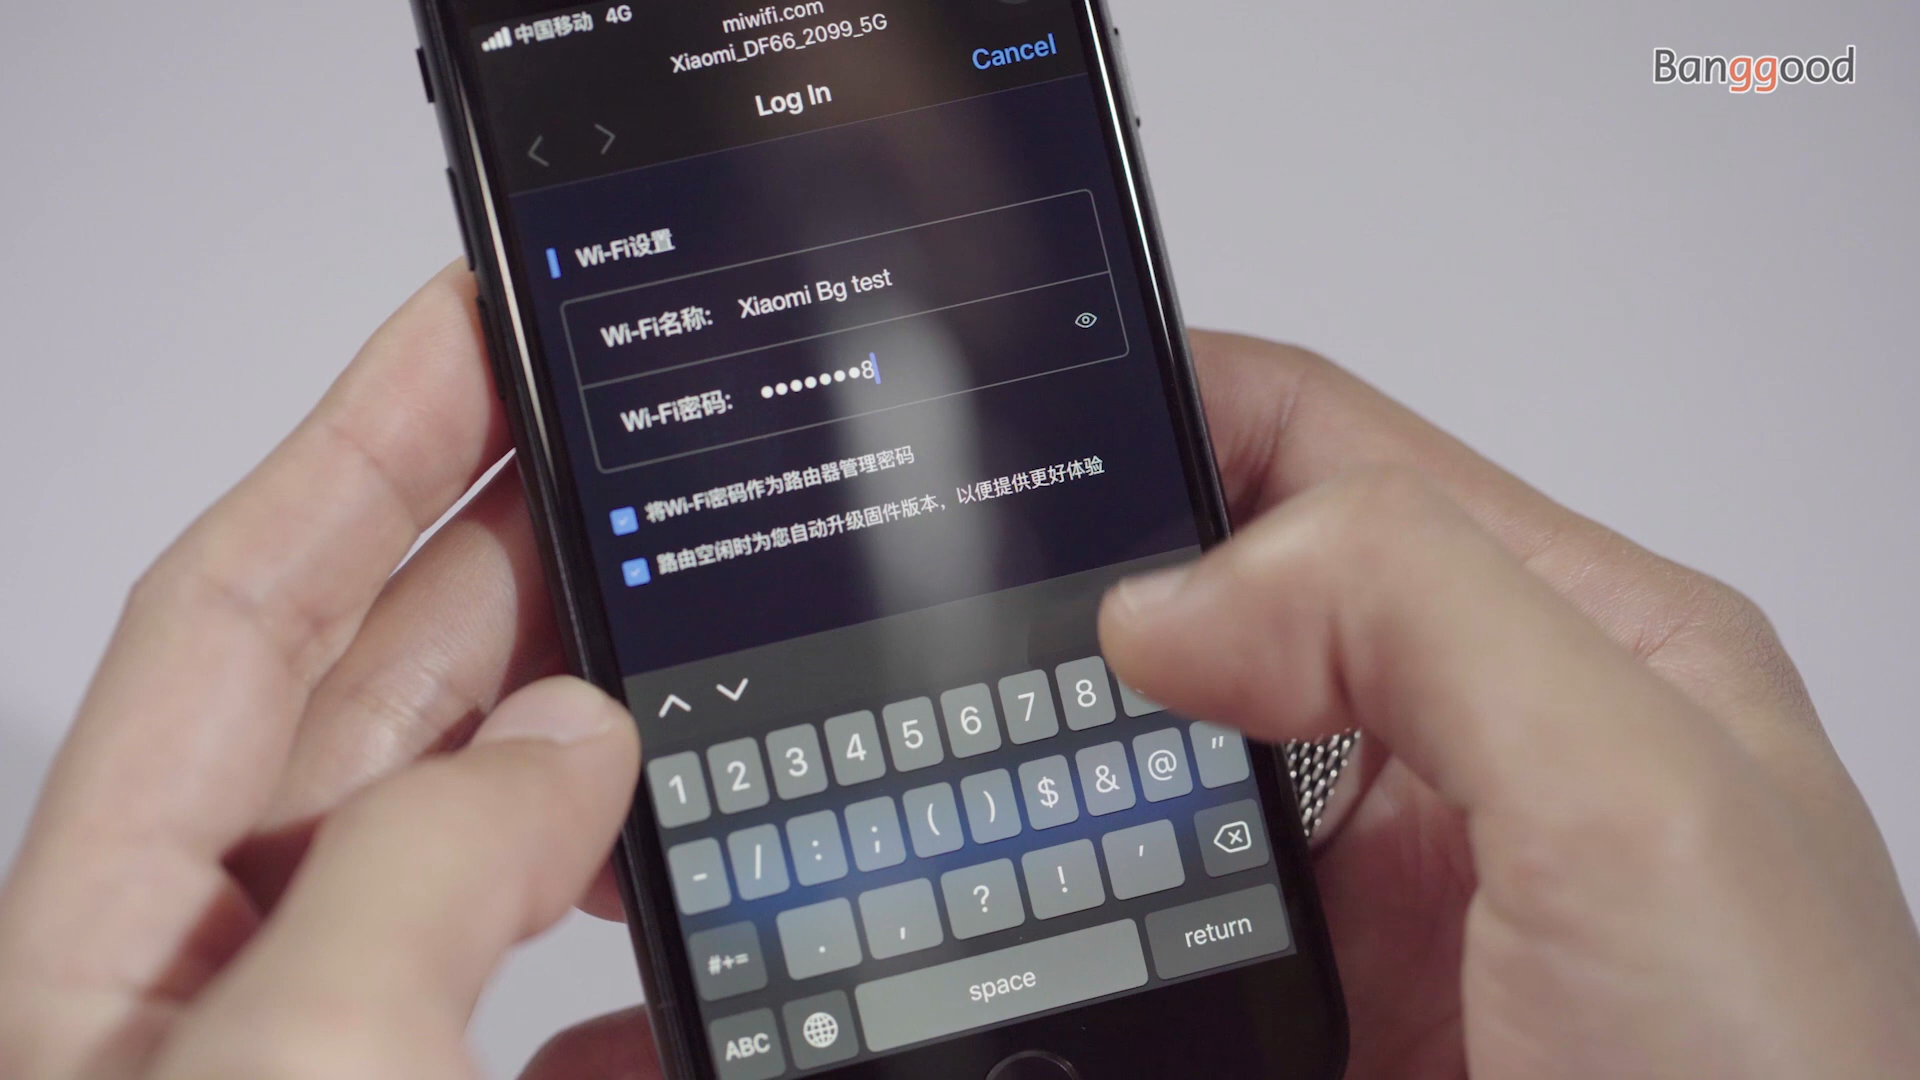 中国移动 4G
miwifi.com
Xiaomi_DF66_2099_5G
Cancel
Log In
Banggood
Wi-Fi设置
Wi-Fi名称: Xiaomi Bg test
Wi-Fi密码: •••••••8
将Wi-Fi密码作为路由器管理密码
路由空闲时为您自动升级固件版本，以便提供更好体验
1 2 3 4 5 6 7 8
- / : ; ( ) $ & @ "
#+= . , ? ! '
ABC space return